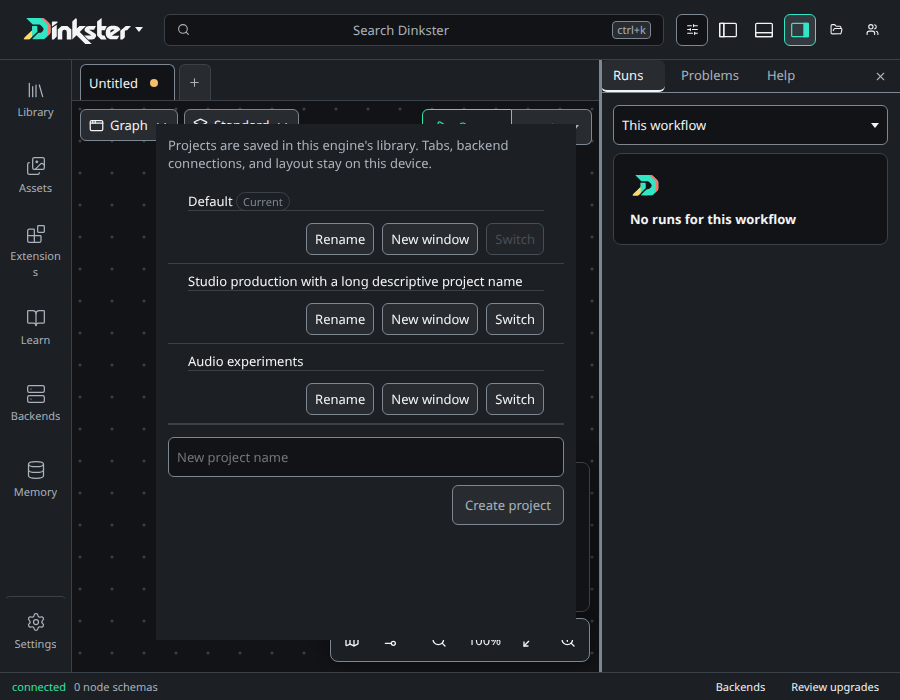 Dinkster
Search Dinkster
ctrl+k
Library
Assets
Extension
s
Learn
Backends
Memory
Settings
Untitled
+
Graph
Standard
Projects are saved in this engine's library. Tabs, backend
connections, and layout stay on this device.
Default Current
Rename New window Switch
Studio production with a long descriptive project name
Rename New window Switch
Audio experiments
Rename New window Switch
New project name
Create project
100%
Runs Problems Help
This workflow
No runs for this workflow
connected 0 node schemas
Backends Review upgrades